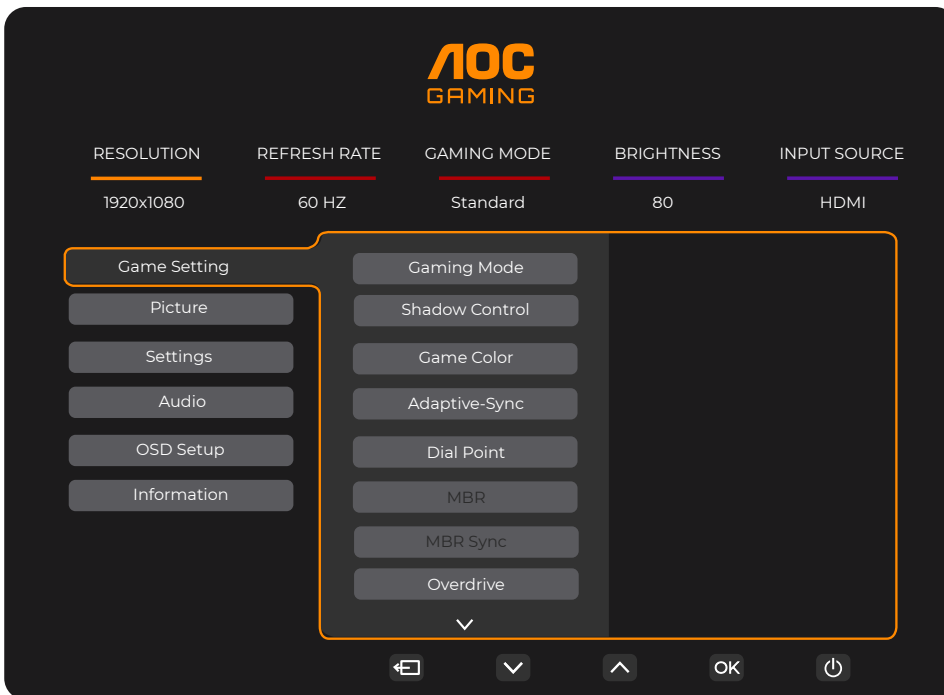 AOC
GAMING
RESOLUTION REFRESH RATE GAMING MODE BRIGHTNESS INPUT SOURCE
1920x1080 60 HZ Standard 80 HDMI
Game Setting
Picture
Settings
Audio
OSD Setup
Information
Gaming Mode
Shadow Control
Game Color
Adaptive-Sync
Dial Point
MBR
MBR Sync
Overdrive
OK